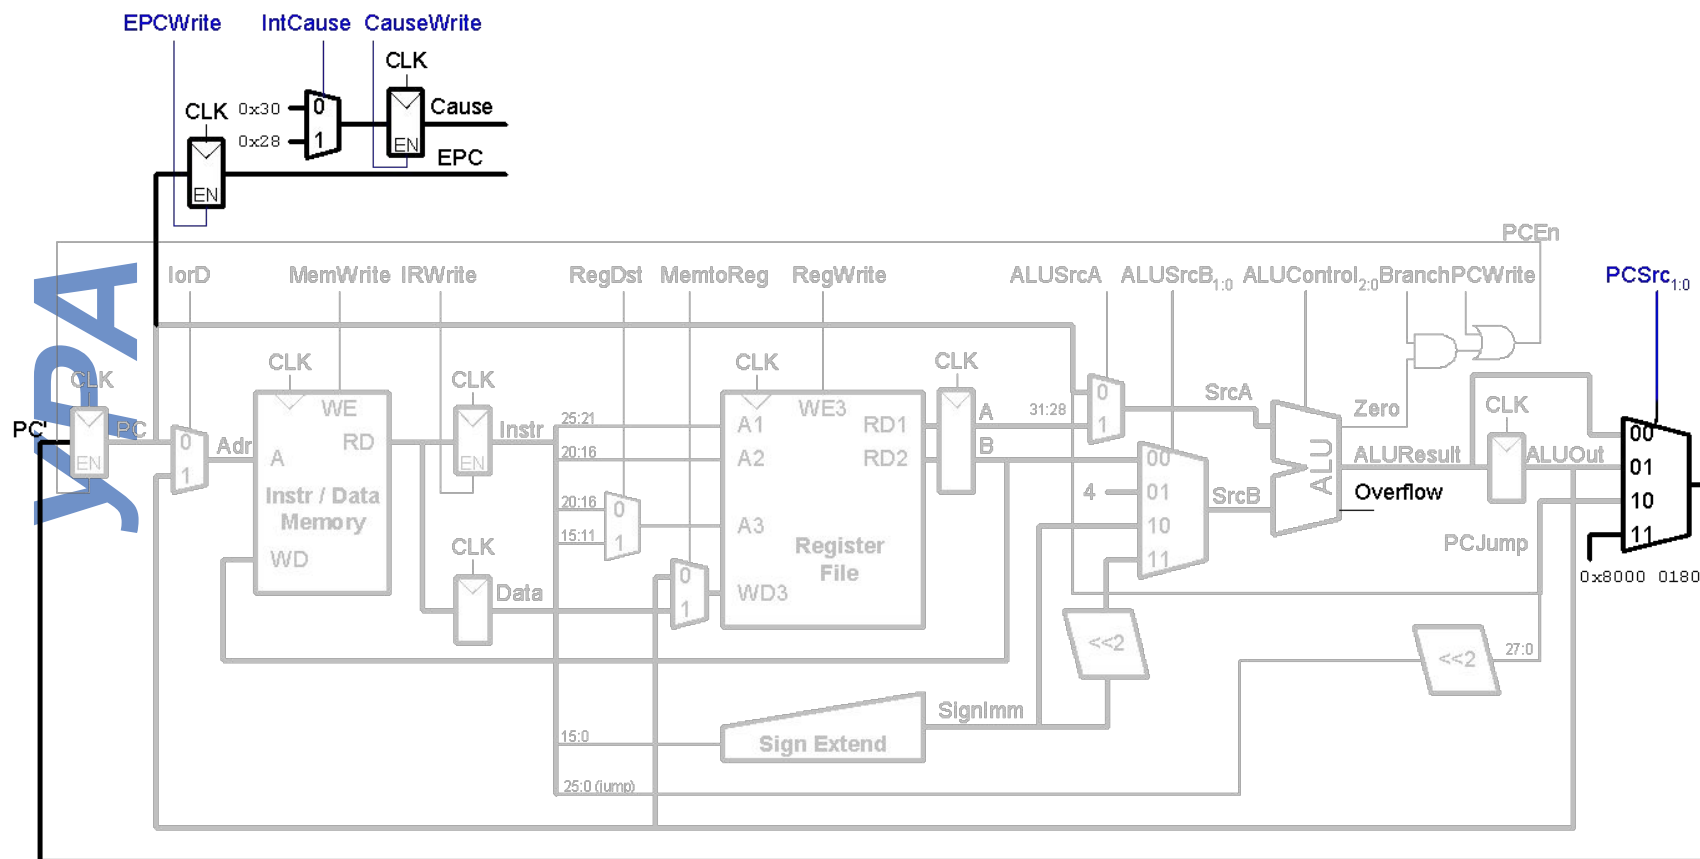 EPCWrite IntCause CauseWrite
CLK
CLK 0x30 0 Cause
0x28 1 EN
EPC
EN
PCEn
IorD MemWrite IRWrite RegDst MemtoReg RegWrite ALUSrcA ALUSrcB1:0 ALUControl2:0 Branch PCWrite PCSrc1:0
CLK CLK CLK CLK CLK
0 SrcA
WE WE3 Zero CLK
PC' PC 0 Adr RD Instr 25:21 A1 RD1 A 31:28 1 00
EN 1 A EN 20:16 A2 RD2 B 00 ALU ALUResult ALUOut 01
Instr / Data
Memory
20:16 0 4 01 SrcB Overflow 10
15:11 1 A3 10 PCJump 11
WD CLK Register
File
11 0x8000 0180
Data 0 1 WD3
<<2 <<2 27:0
SignImm
15:0 Sign Extend
25:0 (jump)
УИРА